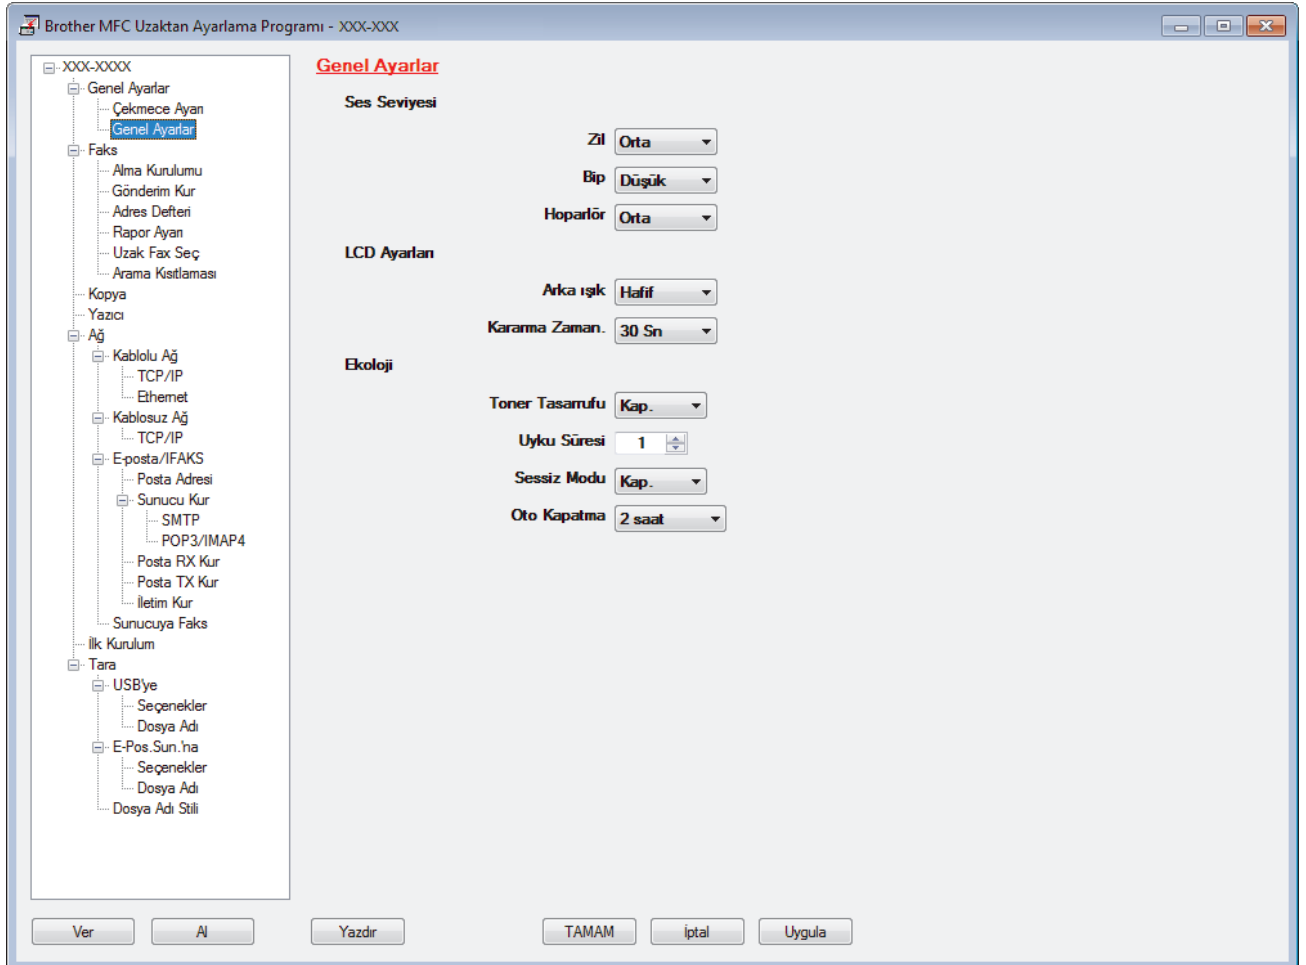 Brother MFC Uzaktan Ayarlama Programı - XXX-XXX
XXX-XXXX
Genel Ayarlar
Çekmece Ayarı
Genel Ayarlar
Faks
Alma Kurulumu
Gönderim Kur
Adres Defteri
Rapor Ayarı
Uzak Fax Seç
Arama Kısıtlaması
Kopya
Yazıcı
Ağ
Kablolu Ağ
TCP/IP
Ethernet
Kablosuz Ağ
TCP/IP
E-posta/IFAKS
Posta Adresi
Sunucu Kur
SMTP
POP3/IMAP4
Posta RX Kur
Posta TX Kur
İletim Kur
Sunucuya Faks
İlk Kurulum
Tara
USB'ye
Seçenekler
Dosya Adı
E-Pos.Sun.'na
Seçenekler
Dosya Adı
Dosya Adı Stili
Genel Ayarlar
Ses Seviyesi
Zil Orta
Bip Düşük
Hoparlör Orta
LCD Ayarları
Arka ışık Hafif
Kararma Zaman. 30 Sn
Ekoloji
Toner Tasarrufu Kap.
Uyku Süresi 1
Sessiz Modu Kap.
Oto Kapatma 2 saat
Ver Al Yazdır TAMAM İptal Uygula